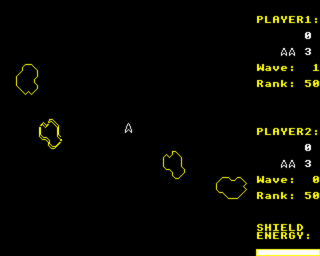 PLAYER1:
0
3
Wave: 1
Rank: 50
PLAYER2:
0
3
Wave: 0
Rank: 50
SHIELD
ENERGY: